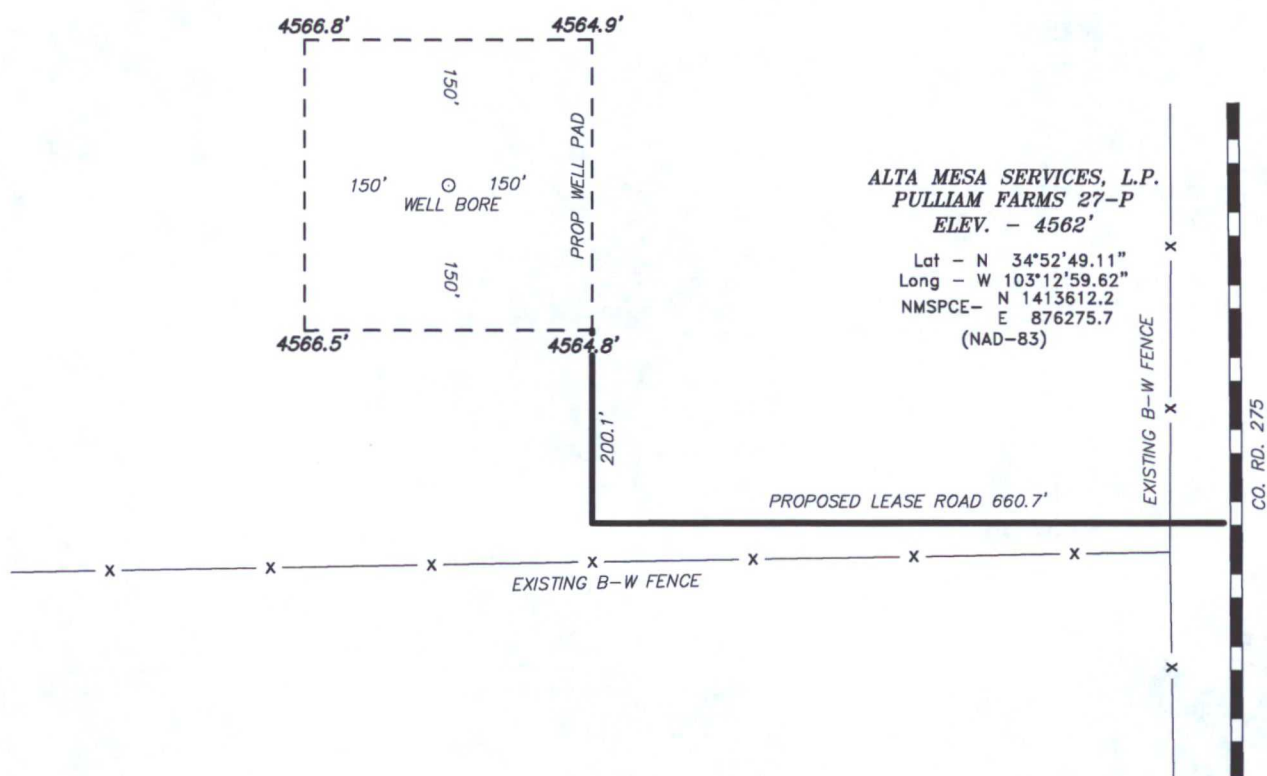 4566.8' 4564.9'
150'
PROP WELL PAD
150' 150'
WELL BORE
150'
4566.5' 4564.8'
ALTA MESA SERVICES, L.P.
PULLIAM FARMS 27-P
ELEV. - 4562'
Lat - N 34°52'49.11"
Long - W 103°12'59.62"
NMSPCE- N 1413612.2
E 876275.7
(NAD-83)
X
X
EXISTING B-W FENCE
CO. RD. 275
200.1'
PROPOSED LEASE ROAD 660.7'
X X X X X X X
EXISTING B-W FENCE
X